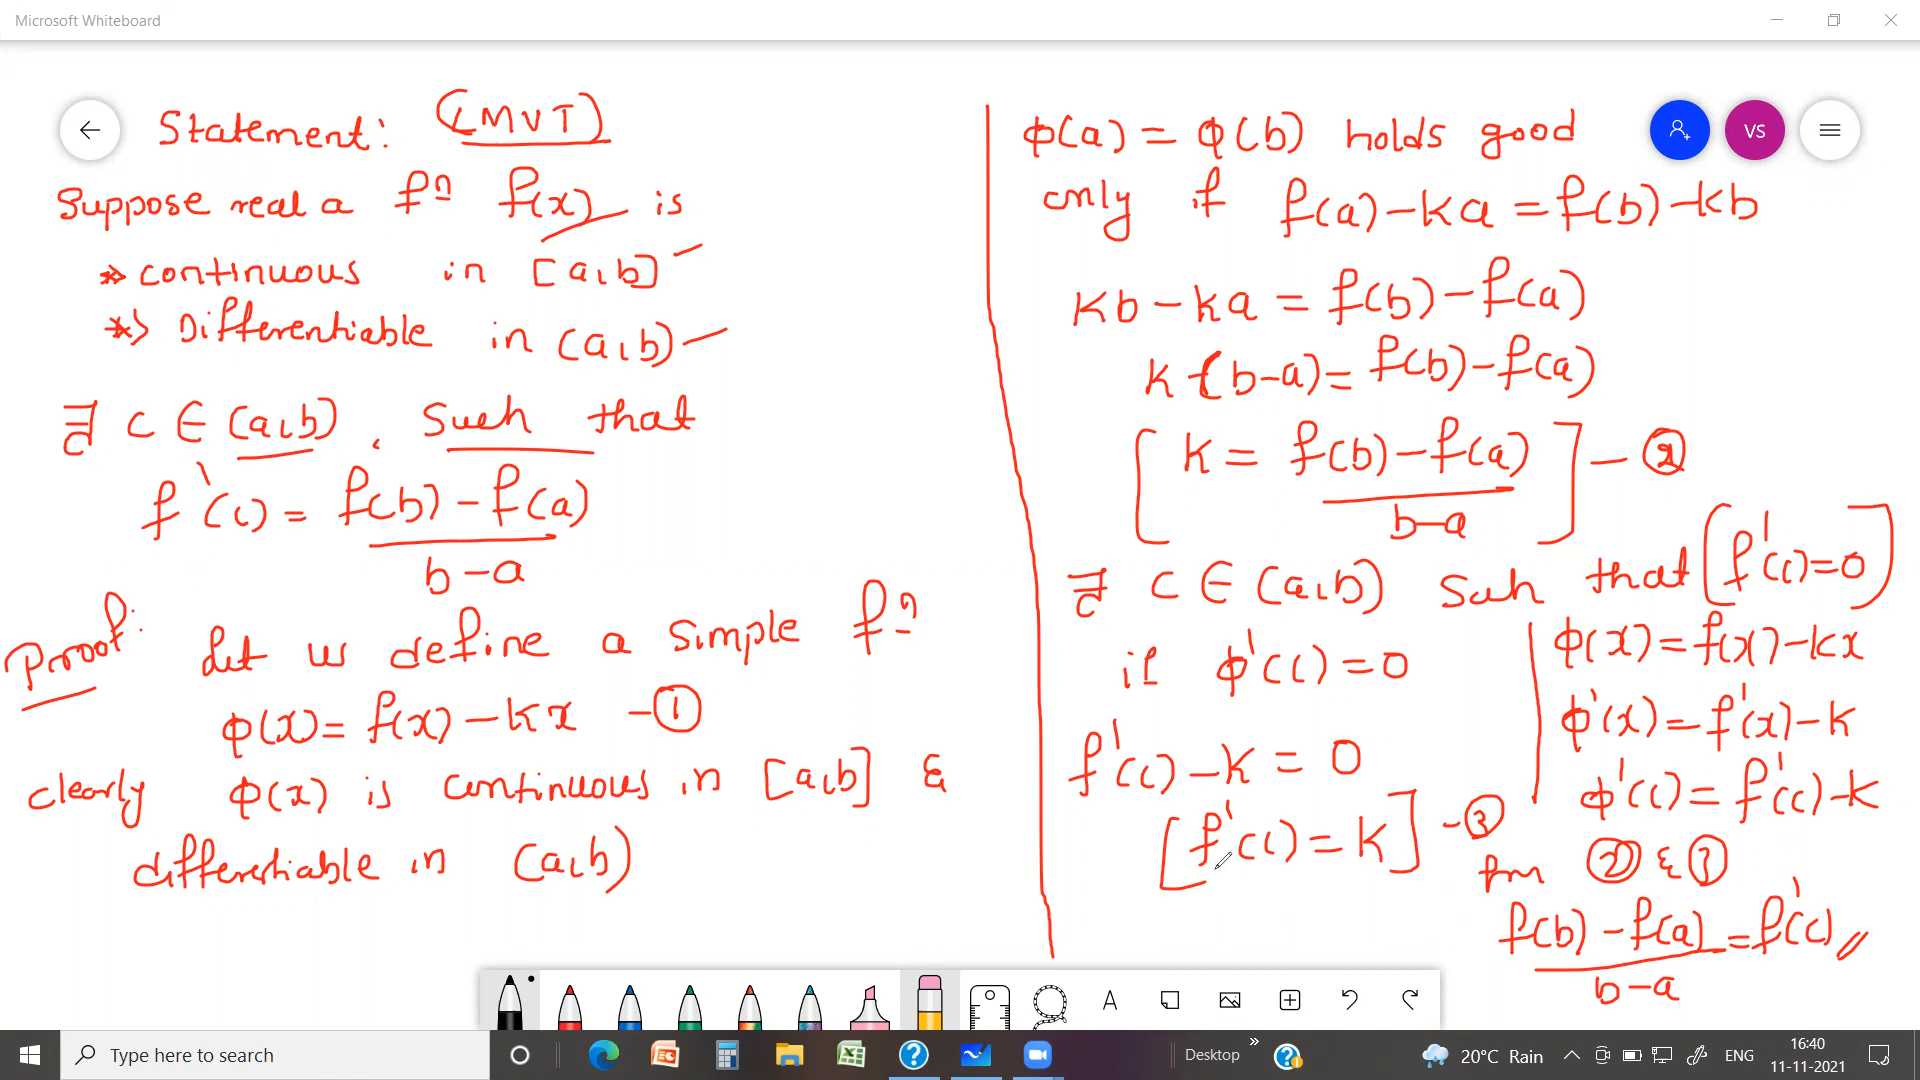 Microsoft Whiteboard
Statement: (LMVT)
Suppose real a fn f(x) is
* continuous in [a,b]
*) Differentiable in (a,b)
∃ c ∈ (a,b), such that
f'(c) = f(b) - f(a)
b - a
Proof: Let us define a simple fn
φ(x) = f(x) - kx - ①
clearly φ(x) is continuous in [a,b] &
differentiable in (a,b)
φ(a) = φ(b) holds good
only if f(a) - ka = f(b) - kb
kb - ka = f(b) - f(a)
k (b-a) = f(b) - f(a)
[k = f(b) - f(a)] - ②
b-a
∃ c ∈ (a,b) such that [f'(c) = 0]
if φ'(c) = 0
f'(c) - k = 0
[f'(c) = k] - ③
φ(x) = f(x) - kx
φ'(x) = f'(x) - k
φ'(c) = f'(c) - k
from ② & ③
f(b) - f(a) = f'(c) //
b-a
VS
A
Type here to search
Desktop
20°C Rain
ENG
16:40
11-11-2021